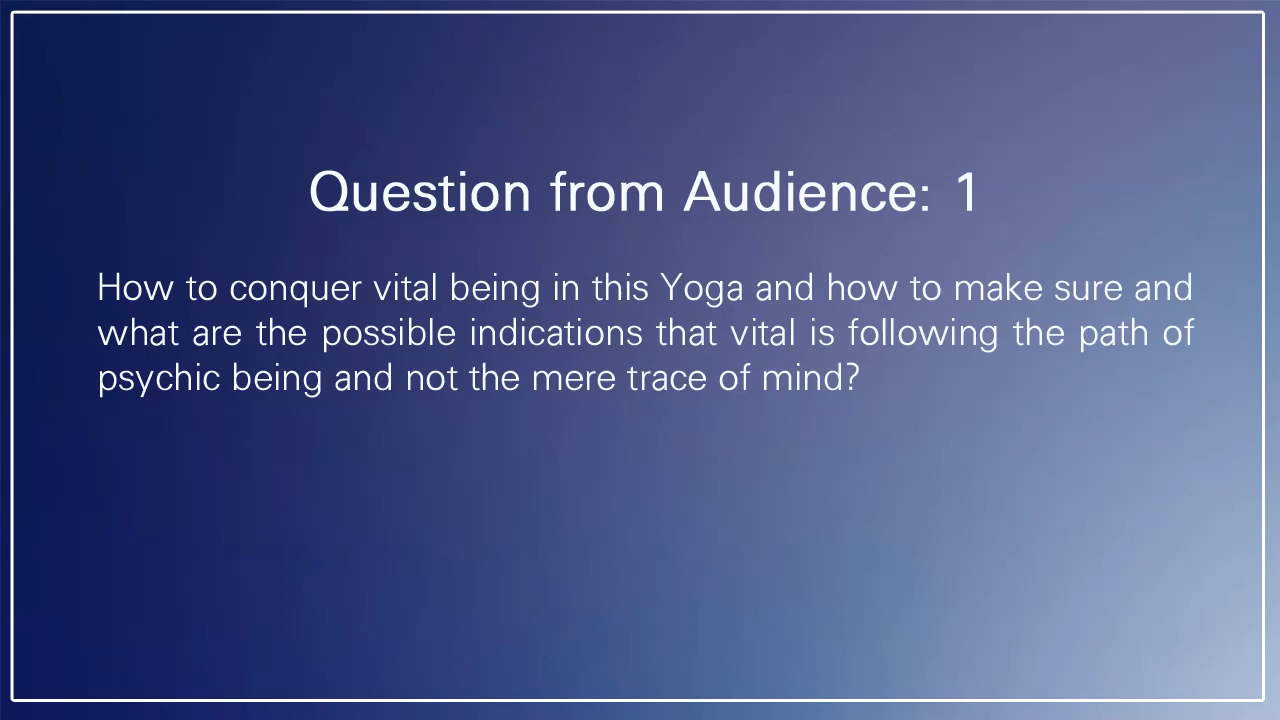 Question from Audience: 1
How to conquer vital being in this Yoga and how to make sure and
what are the possible indications that vital is following the path of
psychic being and not the mere trace of mind?